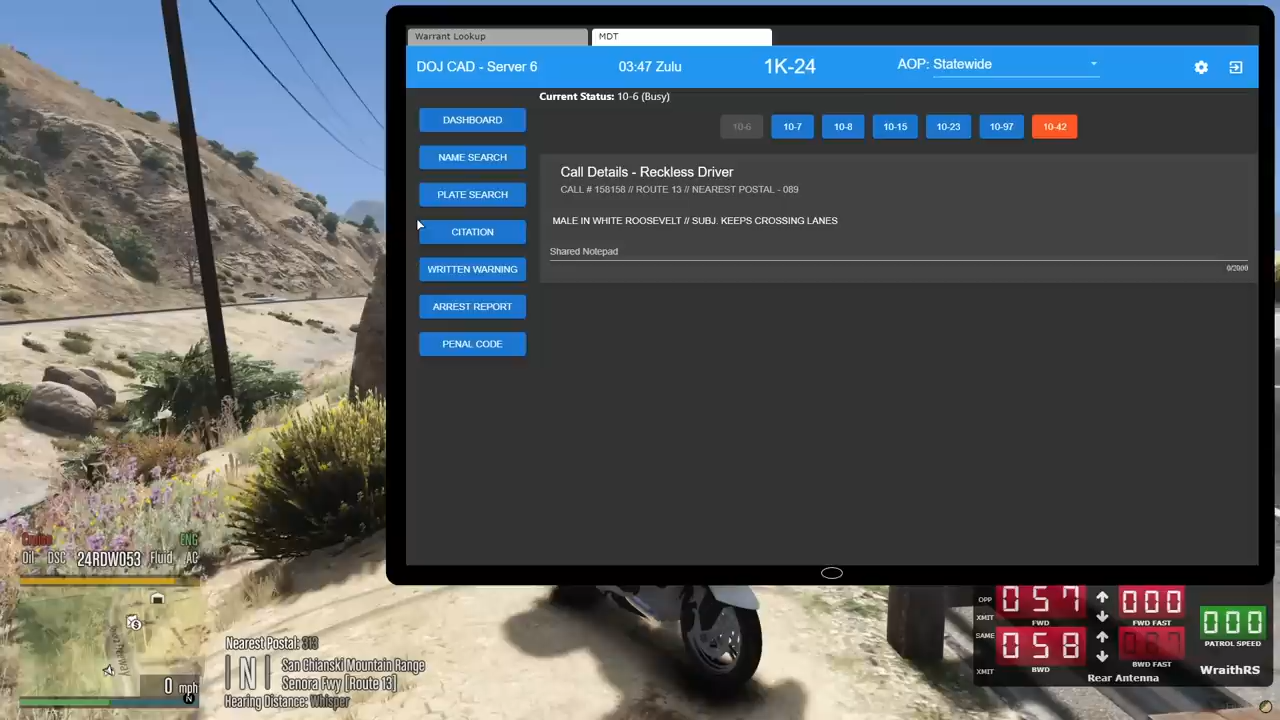 Warrant Lookup
MDT
DOJ CAD - Server 6
03:47 Zulu
1K-24
AOP: Statewide
Current Status: 10-6 (Busy)
10-6
10-7
10-8
10-15
10-23
10-97
10-42
DASHBOARD
NAME SEARCH
PLATE SEARCH
CITATION
WRITTEN WARNING
ARREST REPORT
PENAL CODE
Call Details - Reckless Driver
CALL # 158158 // ROUTE 13 // NEAREST POSTAL - 089
MALE IN WHITE ROOSEVELT // SUBJ. KEEPS CROSSING LANES
Shared Notepad
0/2000
Cruise
ENG
Oil DSC 24RDW053 Fluid AC
0 mph
N
Nearest Postal: 313
| N | San Chianski Mountain Range
Senora Fwy [Route 13]
Hearing Distance: Whisper
OPP
XMIT
057
FWD
000
FWD FAST
SAME
XMIT
058
BWD
BWD FAST
000
PATROL SPEED
Rear Antenna
WraithRS